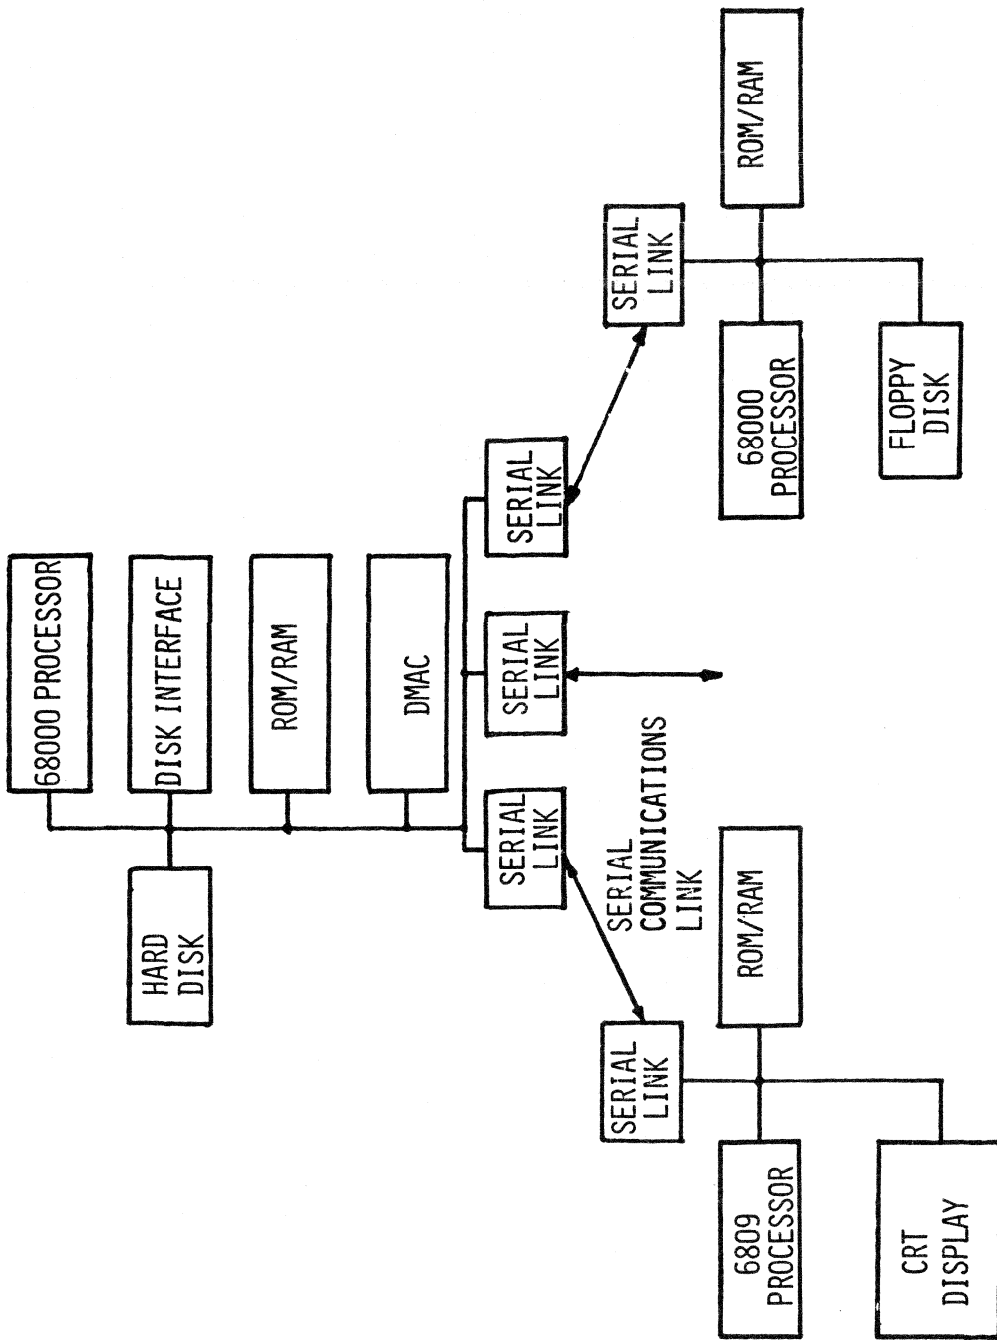 68000 PROCESSOR
HARD
DISK
DISK INTERFACE
ROM/RAM
DMAC
SERIAL
LINK
SERIAL
LINK
SERIAL
LINK
SERIAL
COMMUNICATIONS
LINK
SERIAL
LINK
SERIAL
LINK
6809
PROCESSOR
ROM/RAM
68000
PROCESSOR
ROM/RAM
CRT
DISPLAY
FLOPPY
DISK